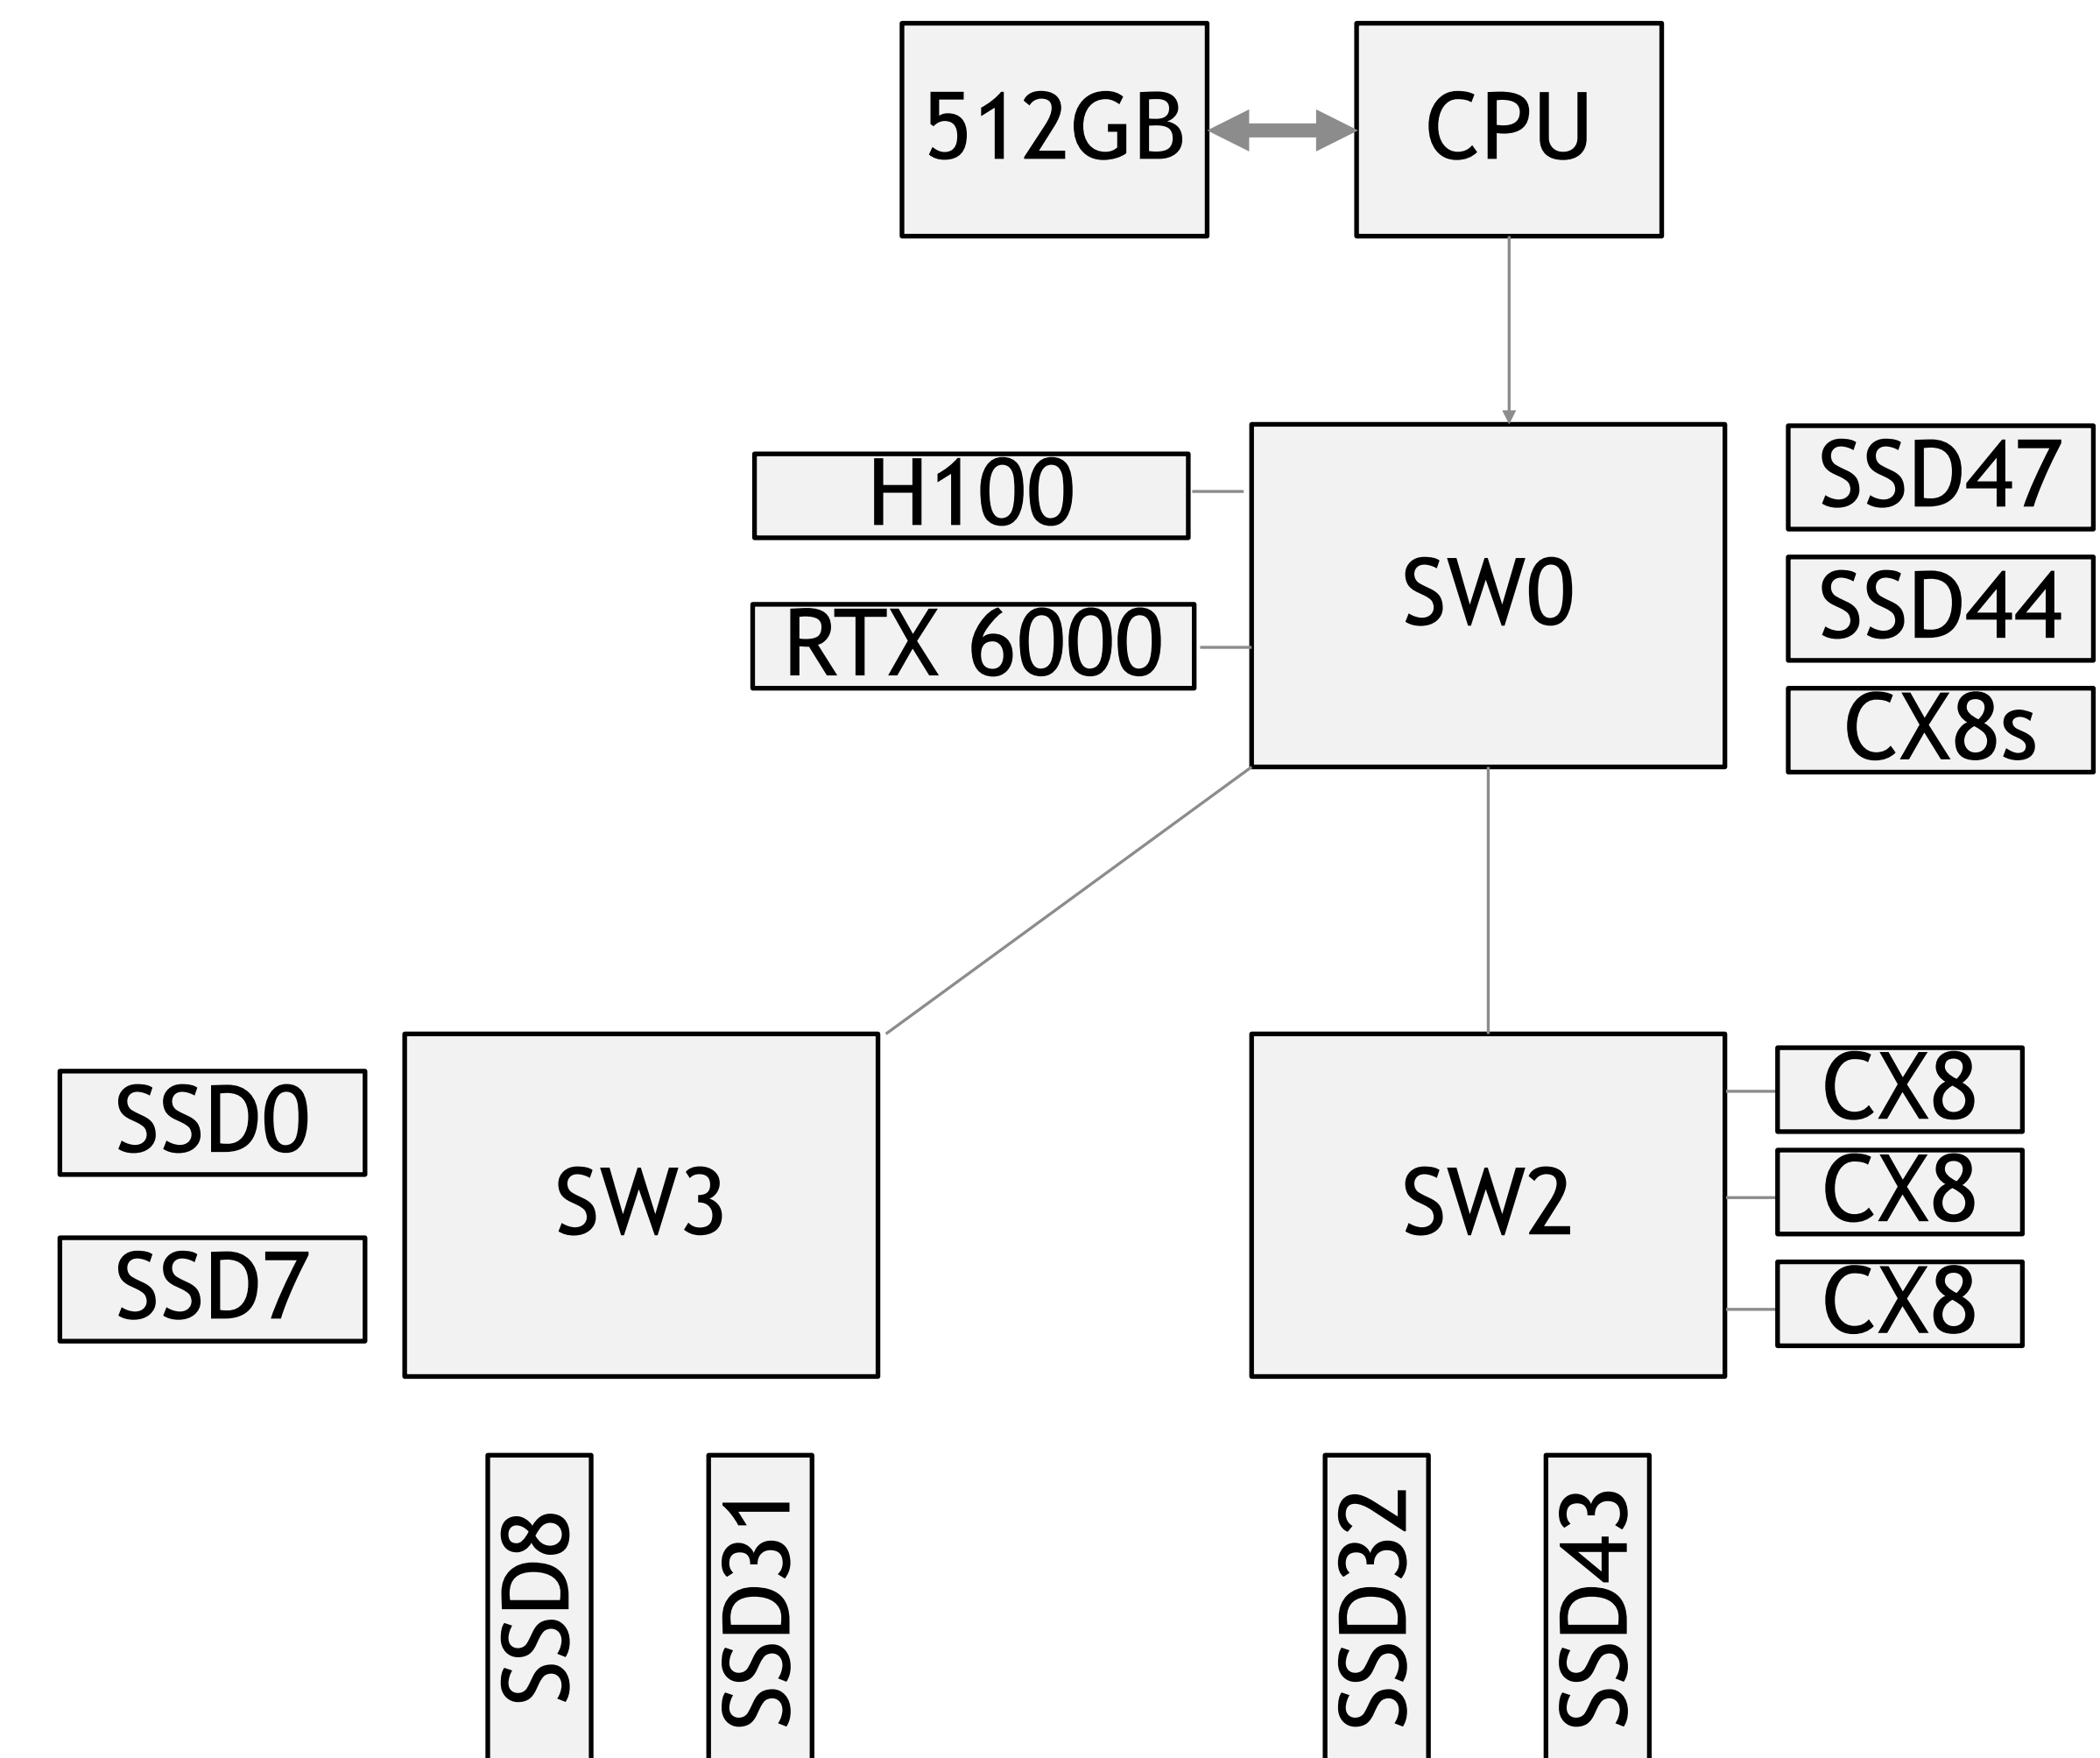 512GB
CPU
H100
RTX 6000
SW0
SSD47
SSD44
CX8s
SSD0
SSD7
SW3
SW2
CX8
CX8
CX8
SSD8
SSD31
SSD32
SSD43